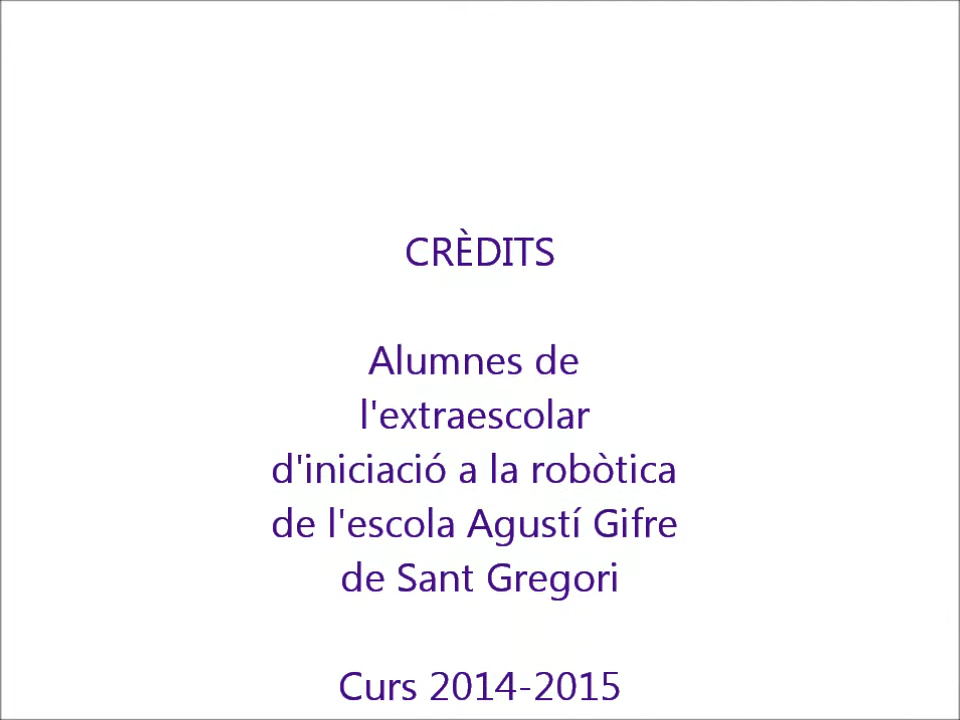 CRÈDITS
Alumnes de
l'extraescolar
d'iniciació a la robòtica
de l'escola Agustí Gifre
de Sant Gregori
Curs 2014-2015